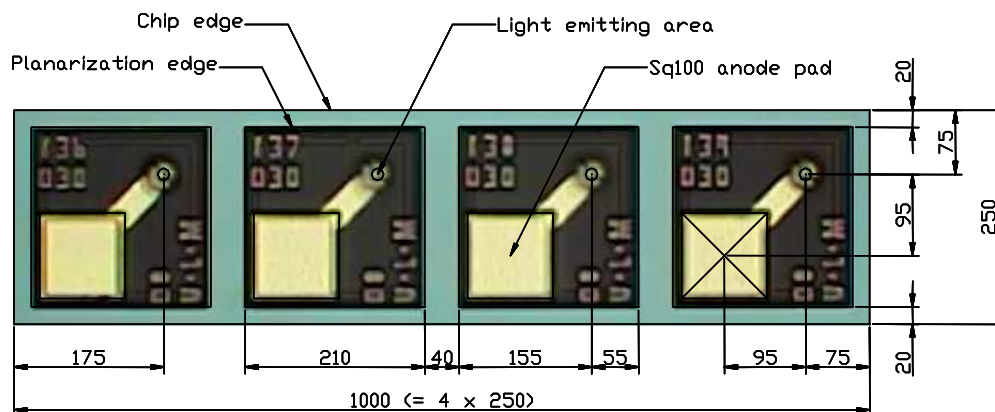 Chip edge
Light emitting area
Planarization edge
Sq100 anode pad
20
75
136
030
137
030
138
030
139
030
95
250
U·L·M
U·L·M
U·L·M
U·L·M
175
210
40
155
55
95
75
20
1000 (= 4 x 250)